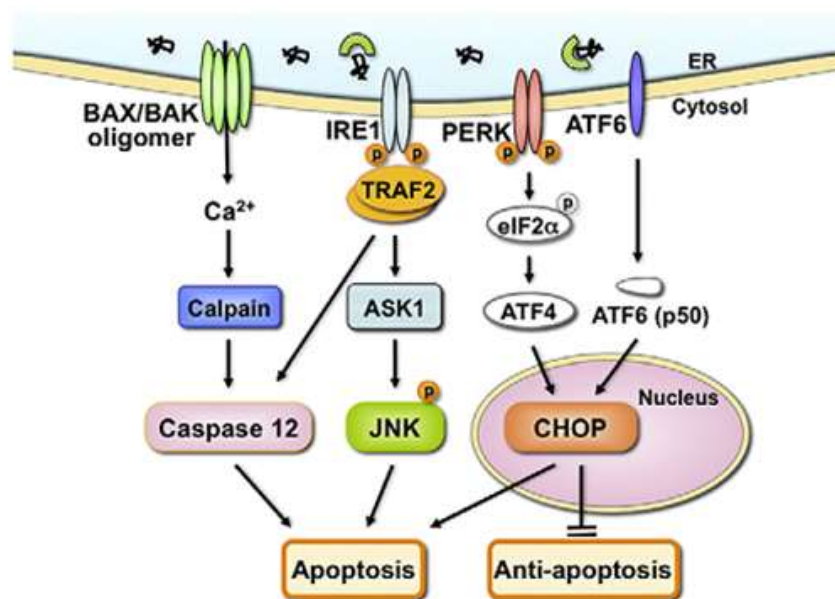 ER
Cytosol
BAX/BAK
oligomer
IRE1
PERK
ATF6
P
P
P
P
TRAF2
Ca²⁺
eIF2α
P
Calpain
ASK1
ATF4
ATF6 (p50)
Nucleus
P
Caspase 12
JNK
CHOP
Apoptosis
Anti-apoptosis